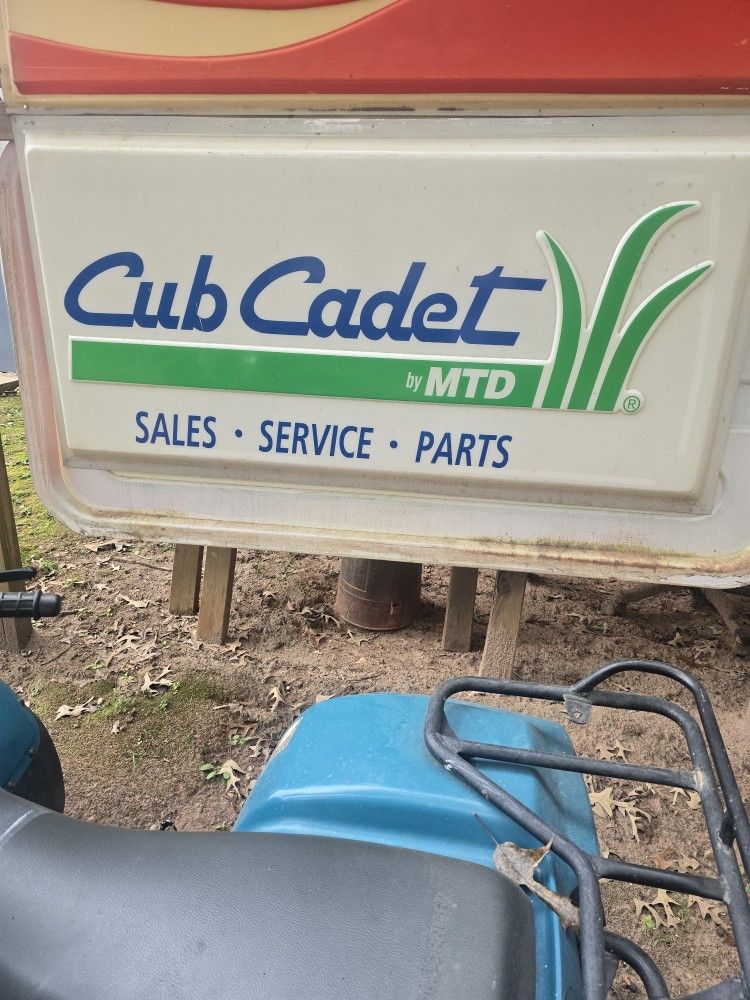 Cub Cadet
by MTD
®
SALES · SERVICE · PARTS